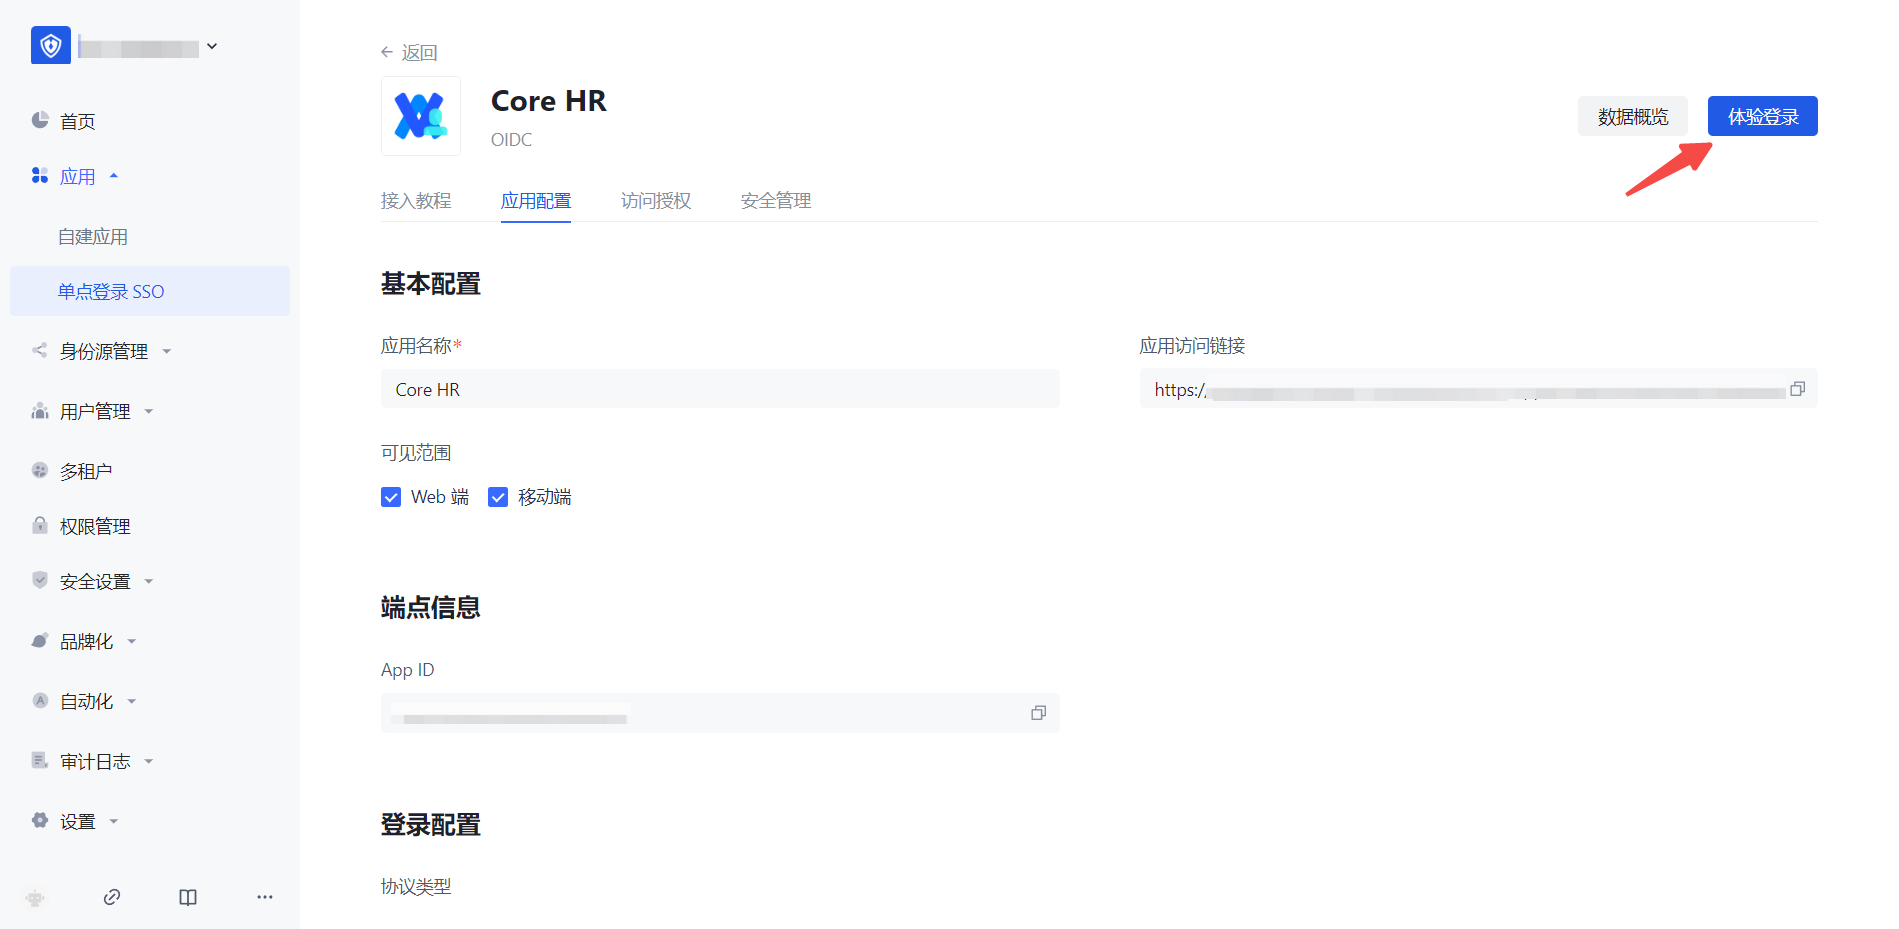 首页
应用
自建应用
单点登录 SSO
身份源管理
用户管理
多租户
权限管理
安全设置
品牌化
自动化
审计日志
设置
← 返回
Core HR
OIDC
数据概览
体验登录
接入教程
应用配置
访问授权
安全管理
基本配置
应用名称*
Core HR
应用访问链接
https:/
可见范围
Web 端
移动端
端点信息
App ID
登录配置
协议类型